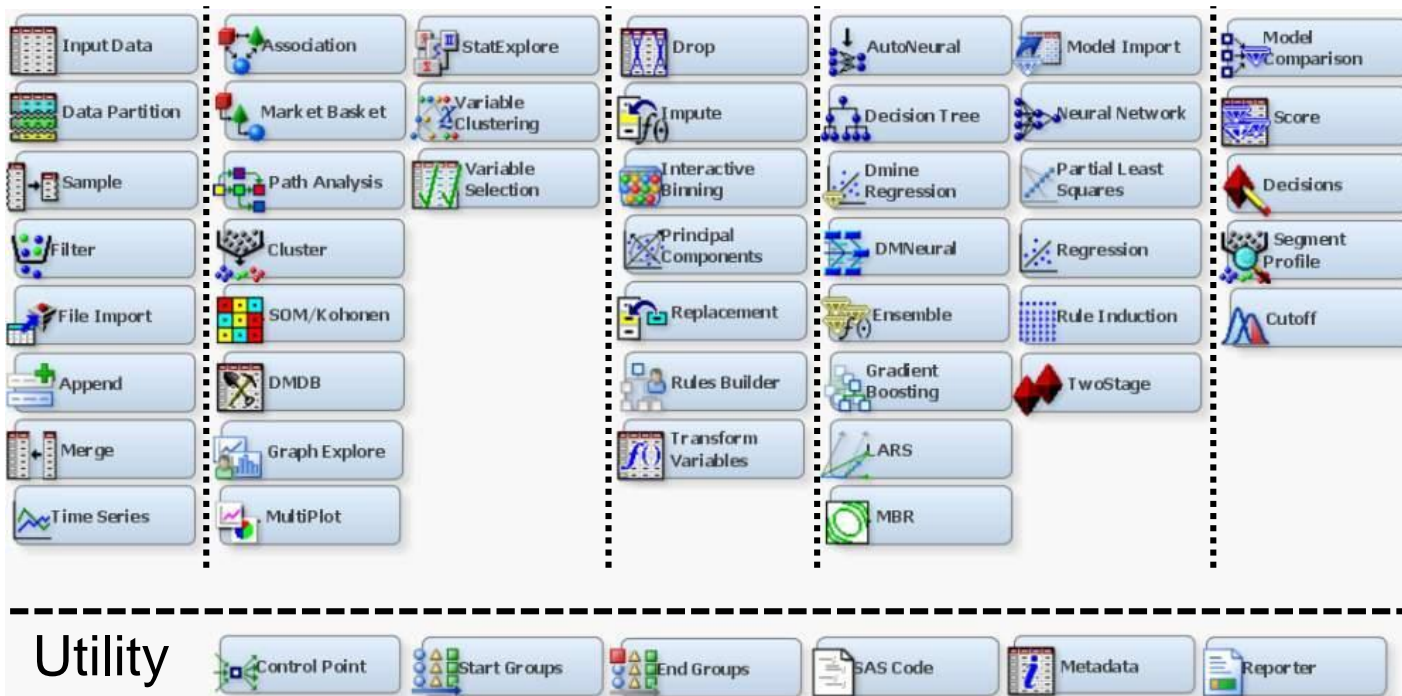 Input Data
Data Partition
Sample
Filter
File Import
Append
Merge
Time Series
Association
Market Basket
Path Analysis
Cluster
SOM/Kohonen
DMDB
Graph Explore
MultiPlot
StatExplore
Variable
Clustering
Variable
Selection
Drop
Impute
Interactive
Binning
Principal
Components
Replacement
Rules Builder
Transform
Variables
AutoNeural
Decision Tree
Dmine
Regression
DMNeural
Ensemble
Gradient
Boosting
LARS
MBR
Model Import
Neural Network
Partial Least
Squares
Regression
Rule Induction
TwoStage
Model
Comparison
Score
Decisions
Segment
Profile
Cutoff
Utility
Control Point
Start Groups
End Groups
SAS Code
Metadata
Reporter